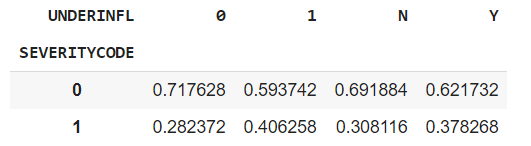 UNDERINFL 0 1 N Y
SEVERITYCODE
0 0.717628 0.593742 0.691884 0.621732
1 0.282372 0.406258 0.308116 0.378268